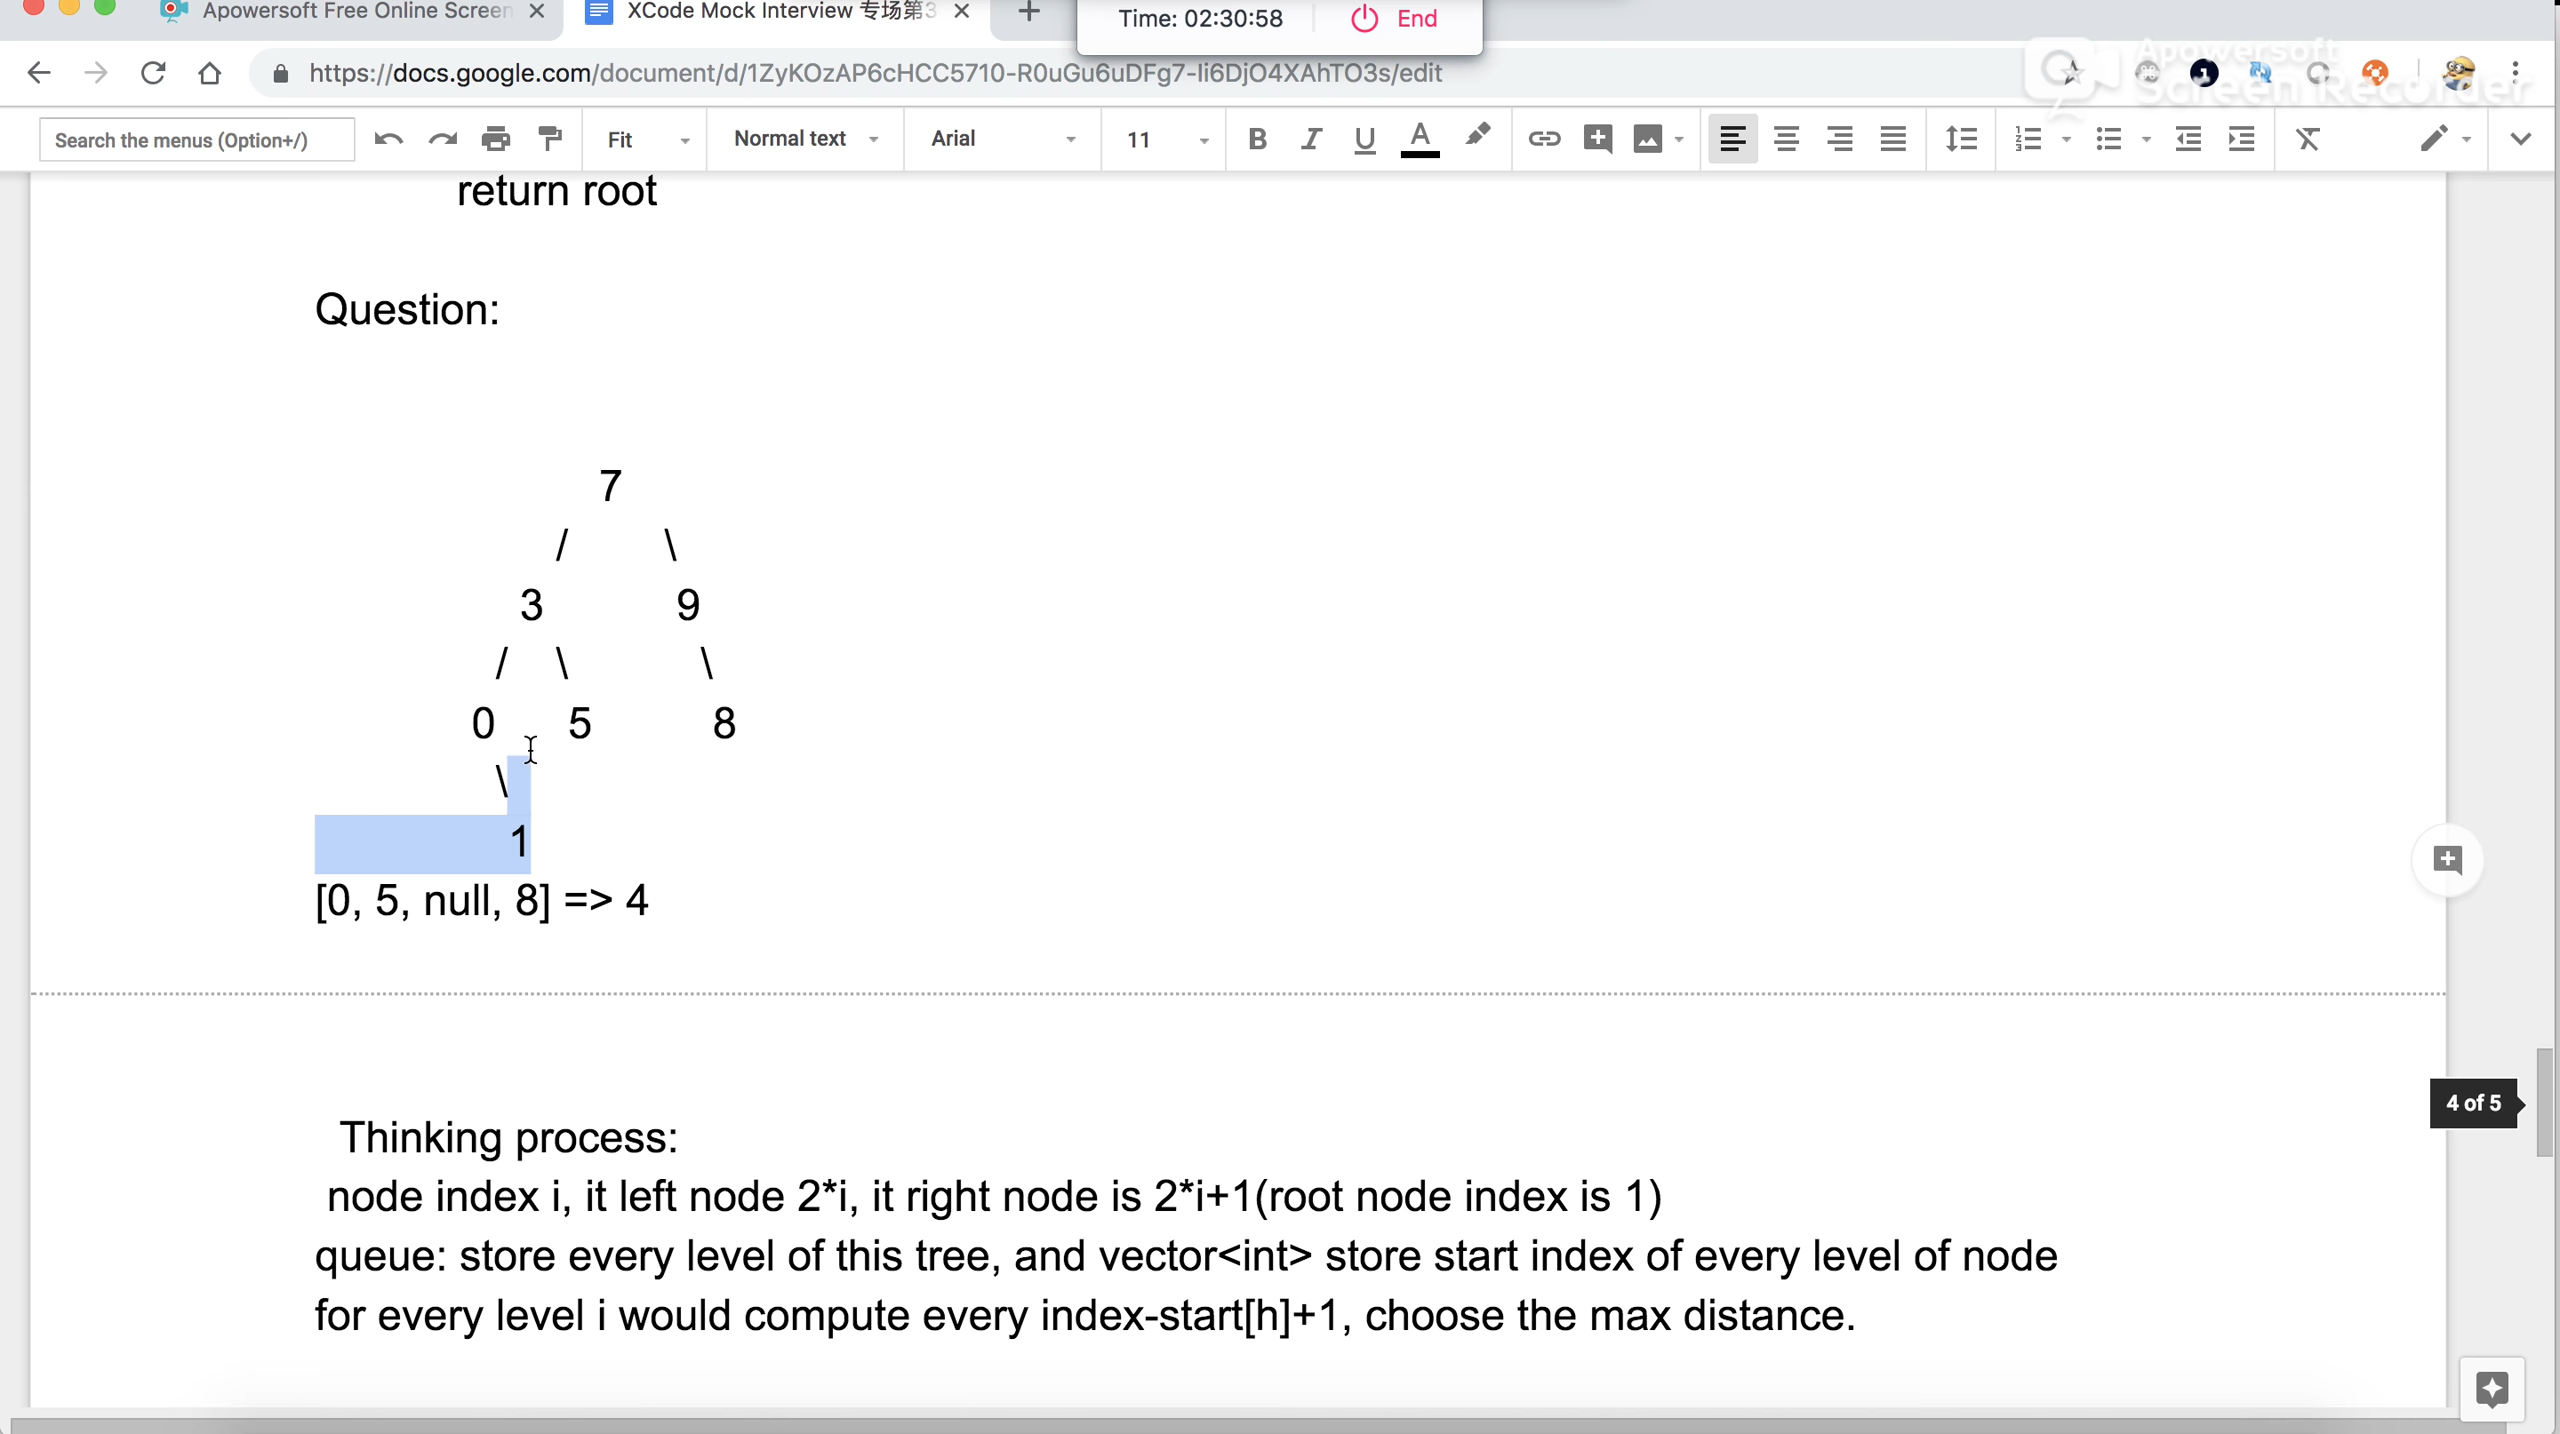 Apowersoft Free Online Screen
XCode Mock Interview 专场第3
Time: 02:30:58
End
https://docs.google.com/document/d/1ZyKOzAP6cHCC5710-R0uGu6uDFg7-Ii6DjO4XAhTO3s/edit
Apowersoft
Screen Recorder
Search the menus (Option+/)
Fit
Normal text
Arial
11
return root
Question:
7
/ \
3 9
/ \ \
0 5 8
\
1
[0, 5, null, 8] => 4
4 of 5
Thinking process:
node index i, it left node 2*i, it right node is 2*i+1(root node index is 1)
queue: store every level of this tree, and vector<int> store start index of every level of node
for every level i would compute every index-start[h]+1, choose the max distance.